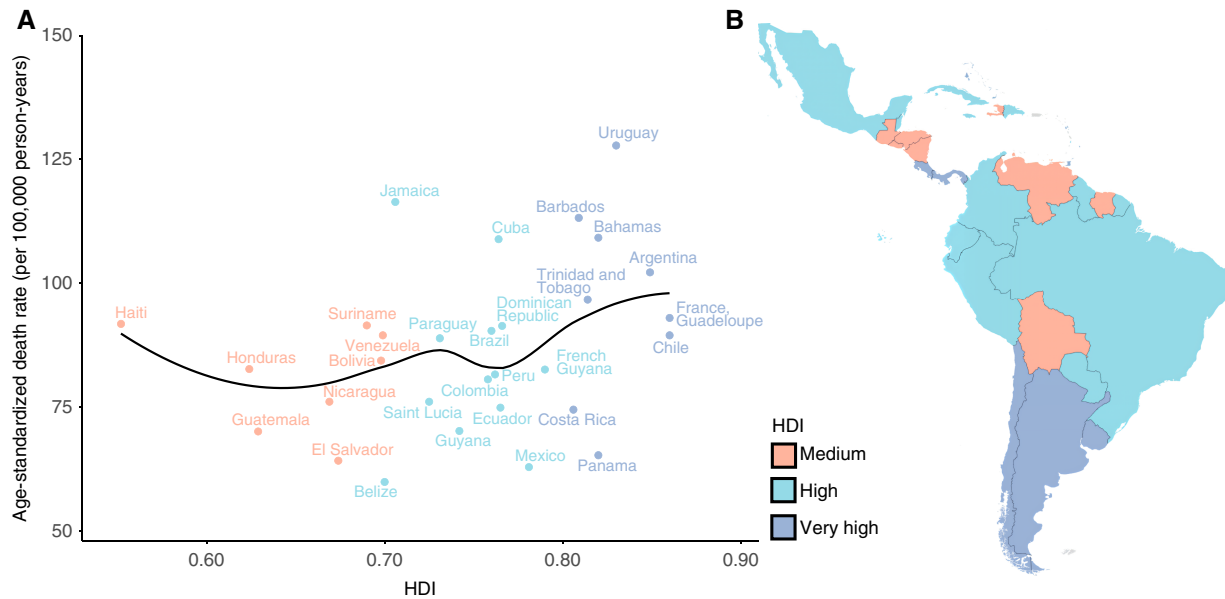 A
Age-standardized death rate (per 100,000 person-years)
150
125
100
75
50
Uruguay
Jamaica
Barbados
Cuba
Bahamas
Argentina
Trinidad and
Tobago
Haiti
Suriname
Dominican
Republic
France,
Guadeloupe
Paraguay
Brazil
Venezuela
Chile
Honduras
Bolivia
French
Guyana
Peru
Colombia
Nicaragua
Saint Lucia
Ecuador
Costa Rica
Guatemala
Guyana
El Salvador
Mexico
Panama
Belize
0.60
0.70
0.80
0.90
HDI
B
HDI
Medium
High
Very high